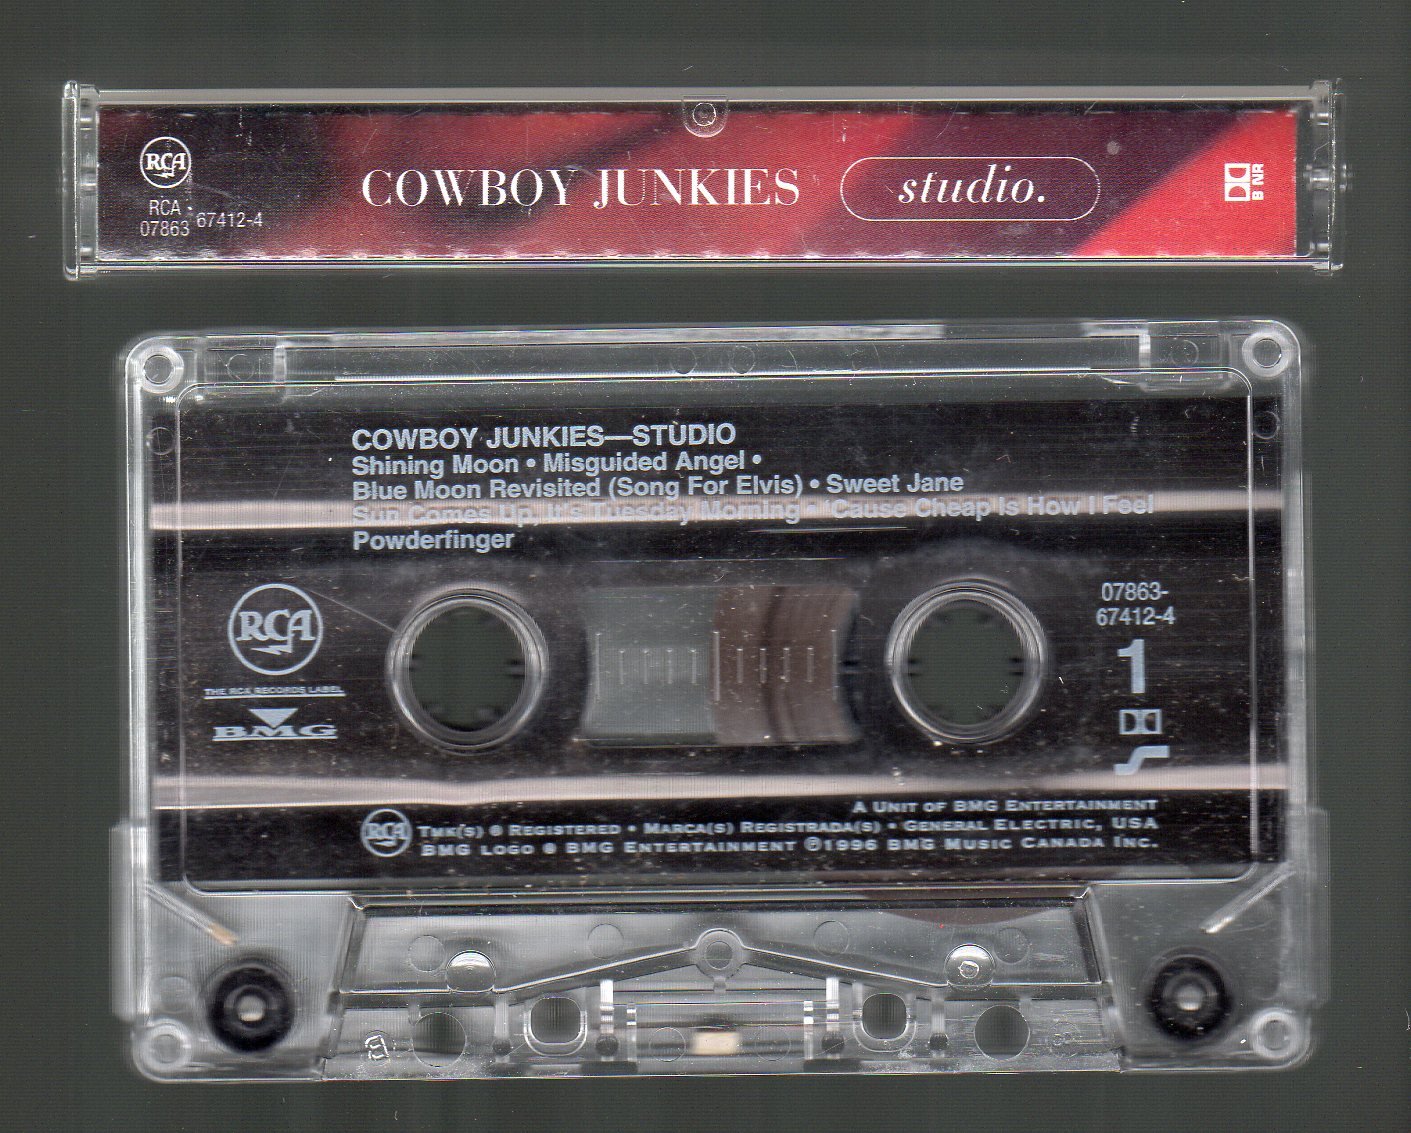 RCA
RCA
07863 • 67412-4
COWBOY JUNKIES
studio.
B NR
COWBOY JUNKIES—STUDIO
Shining Moon • Misguided Angel •
Blue Moon Revisited (Song For Elvis) • Sweet Jane
Sun Comes Up, It's Tuesday Morning • 'Cause Cheap Is How I Feel
Powderfinger
RCA
THE RCA RECORDS LABEL
BMG
07863-
67412-4
1
A UNIT OF BMG ENTERTAINMENT
RCA TMK(S) ® REGISTERED • MARCA(S) REGISTRADA(S) • GENERAL ELECTRIC, USA
BMG LOGO ® BMG ENTERTAINMENT ℗1996 BMG MUSIC CANADA INC.